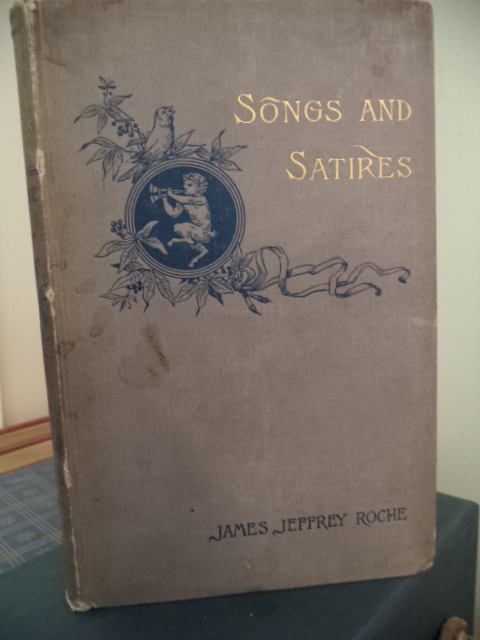 SONGS AND
SATIRES
JAMES JEFFREY ROCHE